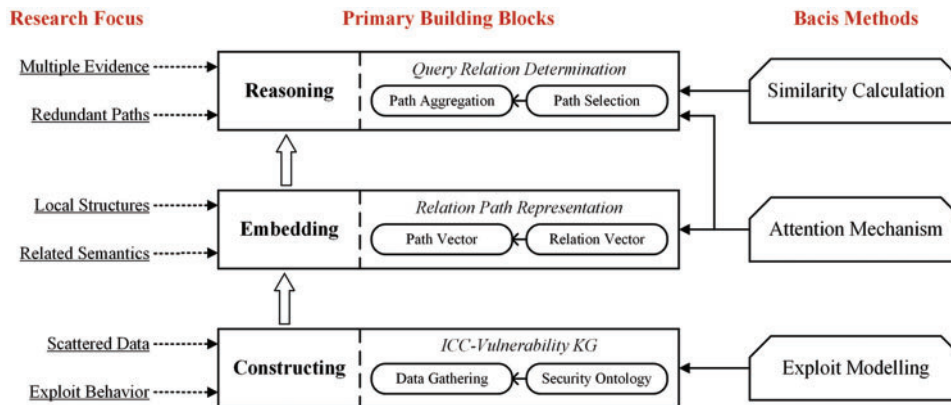 Research Focus
Primary Building Blocks
Bacis Methods
Multiple Evidence
Redundant Paths
Reasoning
Query Relation Determination
Path Aggregation
Path Selection
Similarity Calculation
Local Structures
Related Semantics
Embedding
Relation Path Representation
Path Vector
Relation Vector
Attention Mechanism
Scattered Data
Exploit Behavior
Constructing
ICC-Vulnerability KG
Data Gathering
Security Ontology
Exploit Modelling